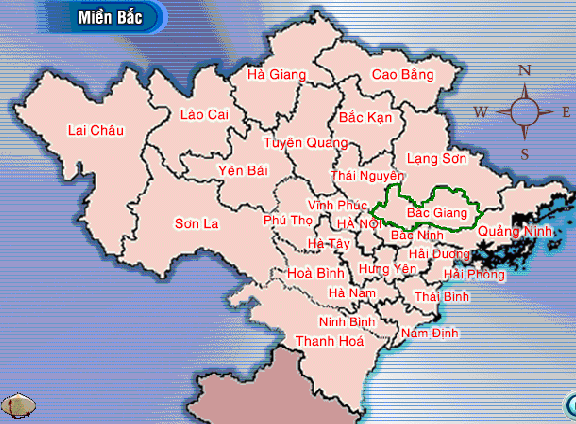 Miền Bắc
Hà Giang
Cao Bằng
N
W
E
S
Lào Cai
Bắc Kạn
Lai Châu
Tuyên Quang
Lạng Sơn
Yên Bái
Thái Nguyên
Vĩnh Phúc
Bắc Giang
Sơn La
Phú Thọ
HÀ NỘI
Quảng Ninh
Bắc Ninh
Hà Tây
Hải Dương
Hoà Bình
Hưng Yên
Hải Phòng
Hà Nam
Thái Bình
Ninh Bình
Nam Định
Thanh Hoá